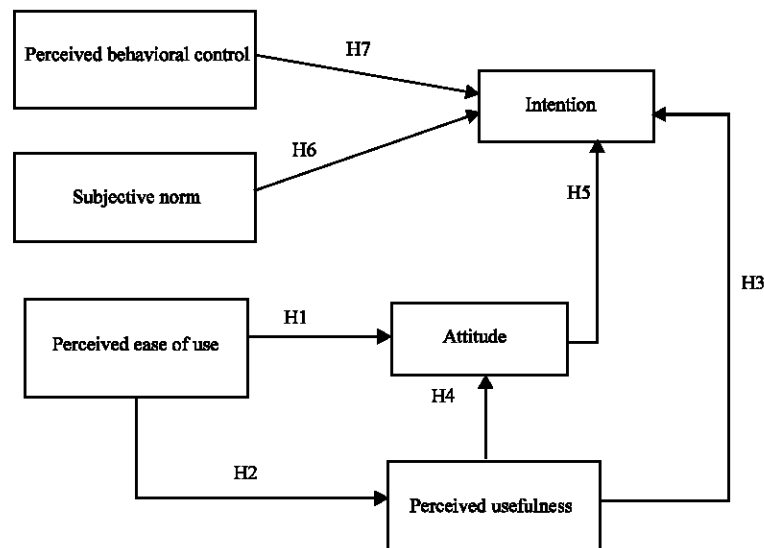 Perceived behavioral control
H7
Intention
H6
Subjective norm
H5
H3
H1
Perceived ease of use
Attitude
H4
H2
Perceived usefulness